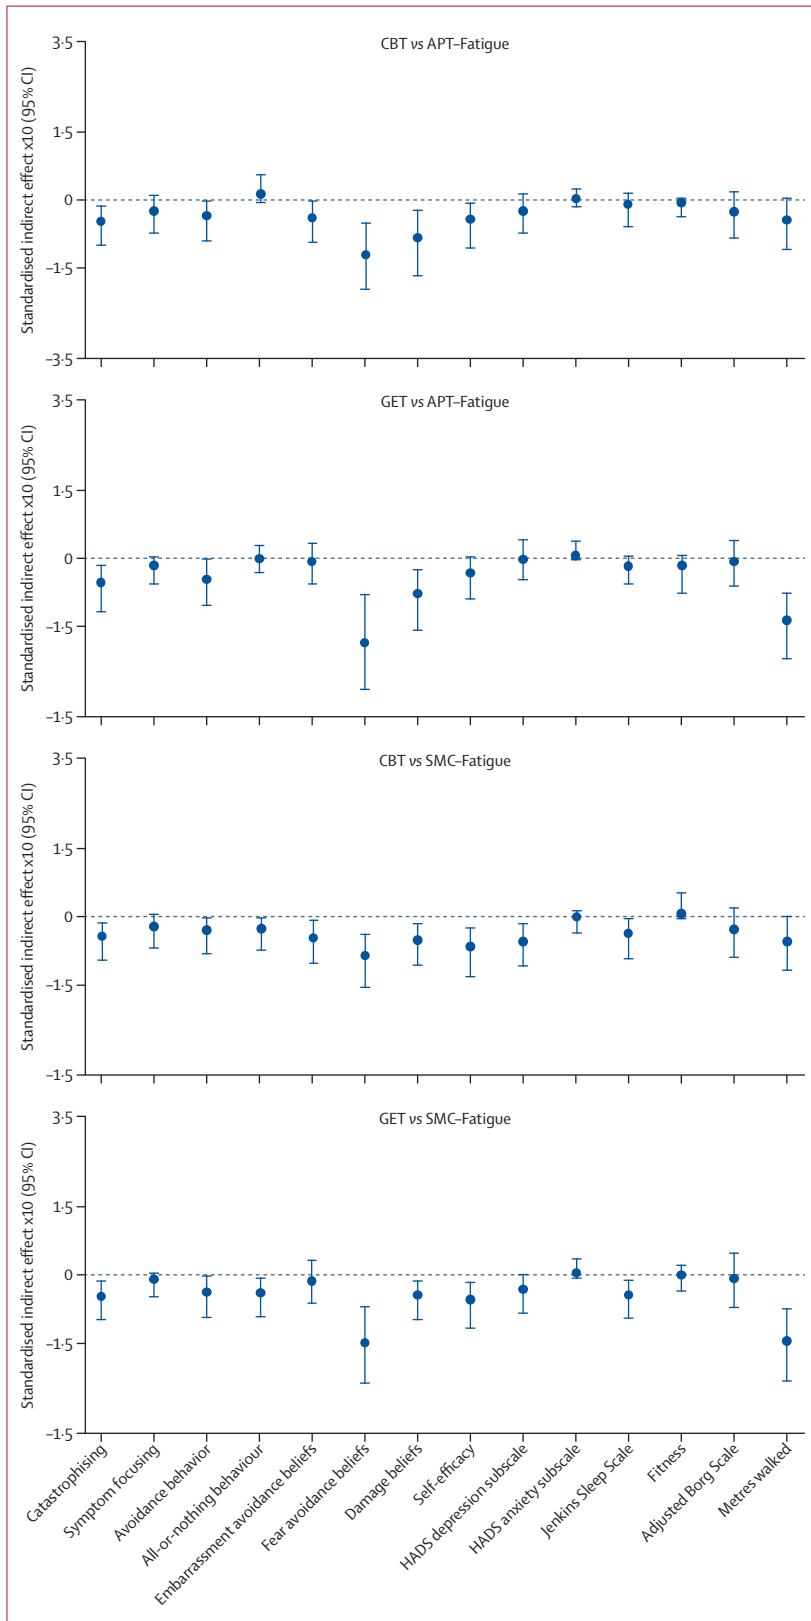 CBT vs APT–Fatigue
Standardised indirect effect x10 (95% CI)
3·5
1·5
0
–1·5
–3·5
GET vs APT–Fatigue
Standardised indirect effect x10 (95% CI)
3·5
1·5
0
–1·5
–1·5
CBT vs SMC–Fatigue
Standardised indirect effect x10 (95% CI)
3·5
1·5
0
–1·5
–1·5
GET vs SMC–Fatigue
Standardised indirect effect x10 (95% CI)
3·5
1·5
0
–1·5
–1·5
Catastrophising
Symptom focusing
Avoidance behavior
All-or-nothing behaviour
Embarrassment avoidance beliefs
Fear avoidance beliefs
Damage beliefs
Self-efficacy
HADS depression subscale
HADS anxiety subscale
Jenkins Sleep Scale
Fitness
Adjusted Borg Scale
Metres walked